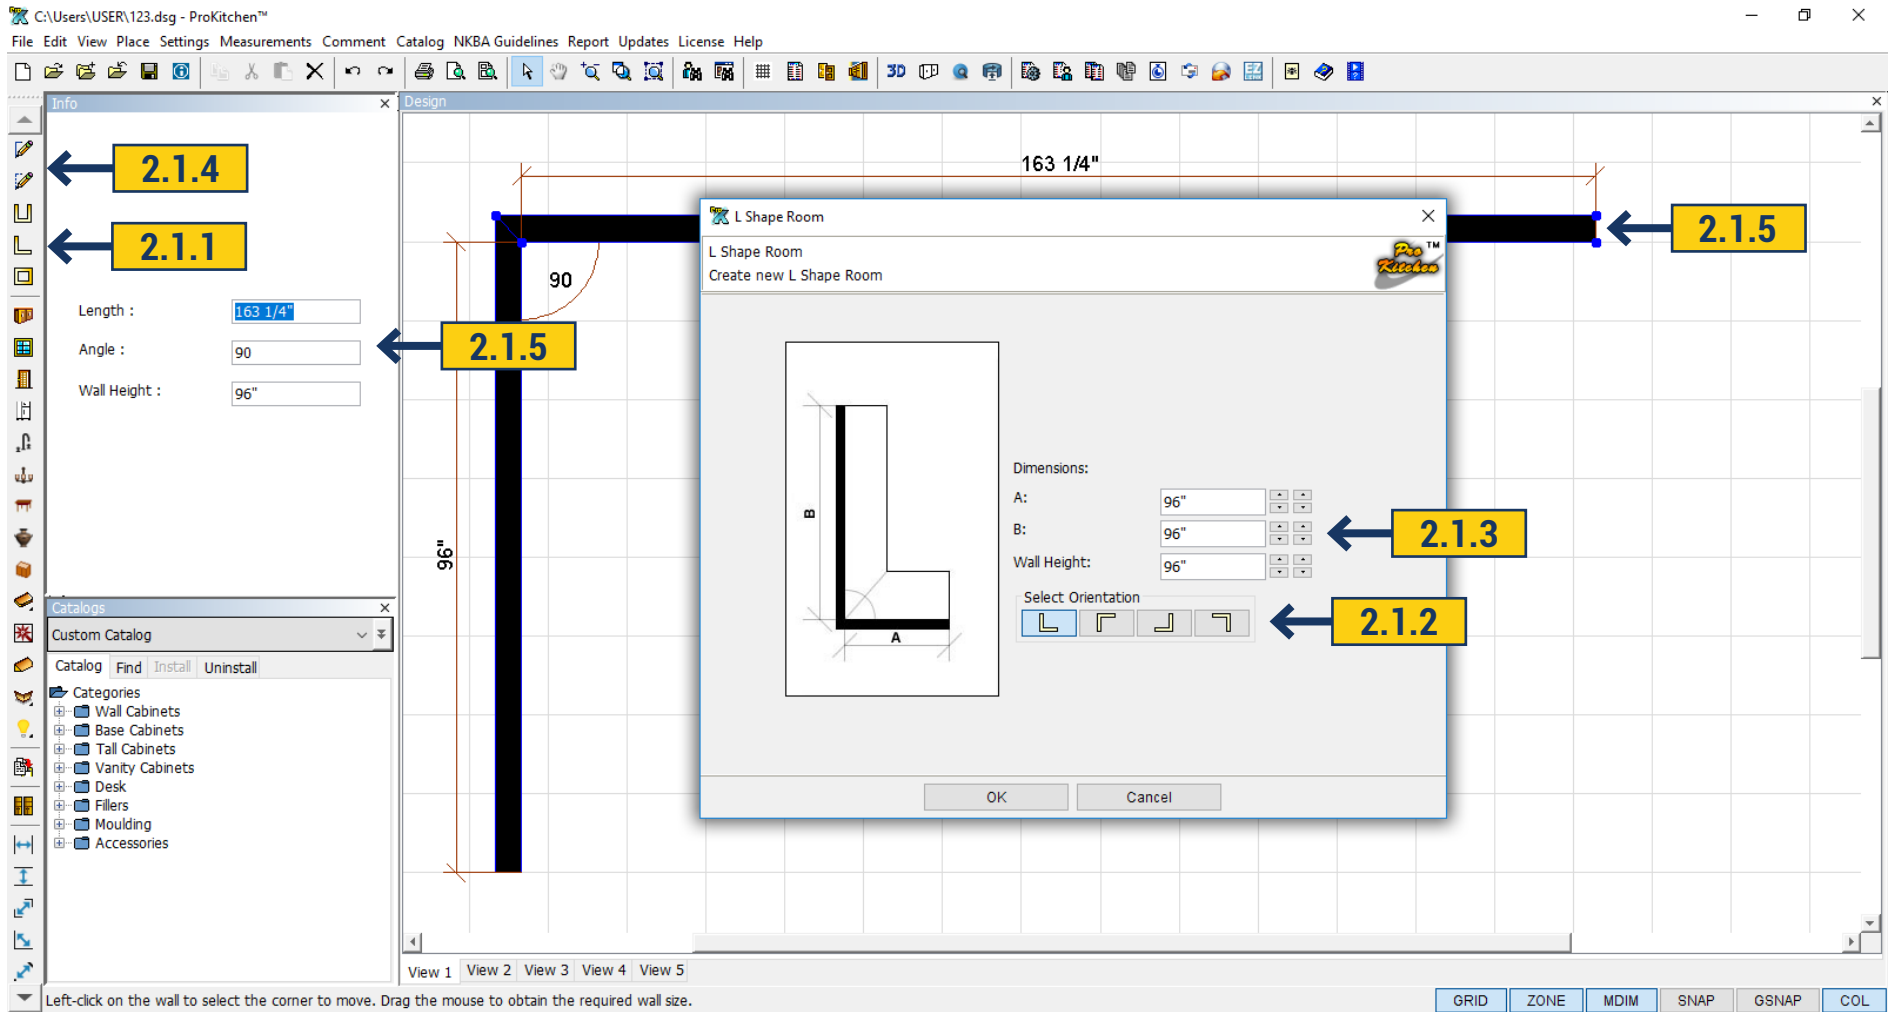 C:\Users\USER\123.dsg - ProKitchen™
File Edit View Place Settings Measurements Comment Catalog NKBA Guidelines Report Updates License Help
3D
EZ
Info
Design
2.1.4
2.1.1
Length :
163 1/4"
Angle :
90
Wall Height :
96"
2.1.5
163 1/4"
90
96"
2.1.5
L Shape Room
L Shape Room
Create new L Shape Room
Pro Kitchen ™
B
A
Dimensions:
A:
96"
B:
96"
Wall Height:
96"
2.1.3
Select Orientation
2.1.2
OK
Cancel
Catalogs
Custom Catalog
Catalog Find Install Uninstall
Categories
Wall Cabinets
Base Cabinets
Tall Cabinets
Vanity Cabinets
Desk
Fillers
Moulding
Accessories
View 1 View 2 View 3 View 4 View 5
Left-click on the wall to select the corner to move. Drag the mouse to obtain the required wall size.
GRID ZONE MDIM SNAP GSNAP COL